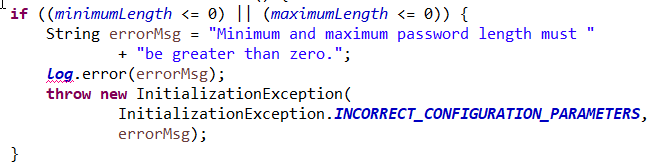 if ((minimumLength <= 0) || (maximumLength <= 0)) {
    String errorMsg = "Minimum and maximum password length must "
            + "be greater than zero.";
    log.error(errorMsg);
    throw new InitializationException(
            InitializationException.INCORRECT_CONFIGURATION_PARAMETERS,
            errorMsg);
}